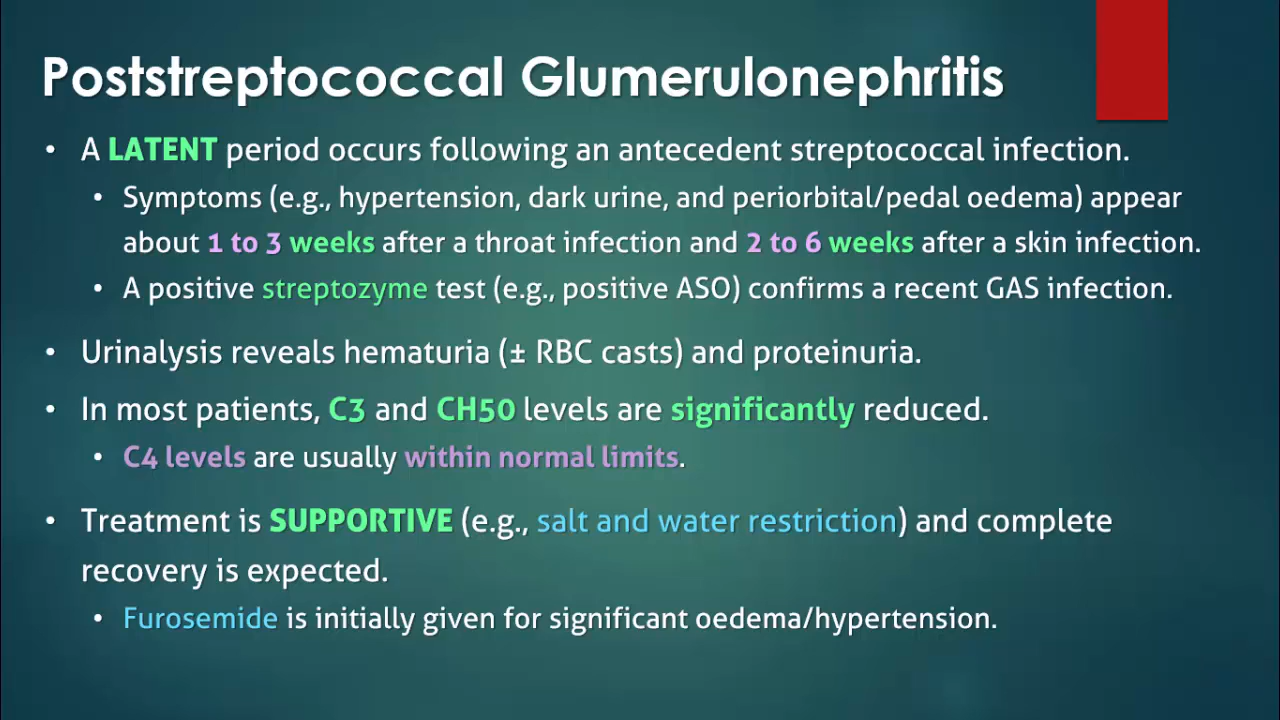 Poststreptococcal Glumerulonephritis
• A LATENT period occurs following an antecedent streptococcal infection.
• Symptoms (e.g., hypertension, dark urine, and periorbital/pedal oedema) appear
about 1 to 3 weeks after a throat infection and 2 to 6 weeks after a skin infection.
• A positive streptozyme test (e.g., positive ASO) confirms a recent GAS infection.
• Urinalysis reveals hematuria (± RBC casts) and proteinuria.
• In most patients, C3 and CH50 levels are significantly reduced.
• C4 levels are usually within normal limits.
• Treatment is SUPPORTIVE (e.g., salt and water restriction) and complete
recovery is expected.
• Furosemide is initially given for significant oedema/hypertension.